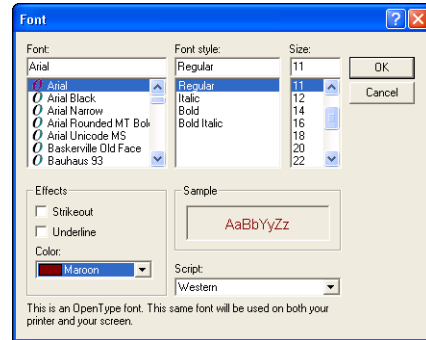 Font
Font: Font style: Size:
Arial Regular 11
OK
Cancel
Arial
Arial Black
Arial Narrow
Arial Rounded MT Bol
Arial Unicode MS
Baskerville Old Face
Bauhaus 93
Regular
Italic
Bold
Bold Italic
11
12
14
16
18
20
22
Effects
Strikeout
Underline
Color:
Maroon
Sample
AaBbYyZz
Script:
Western
This is an OpenType font. This same font will be used on both your
printer and your screen.